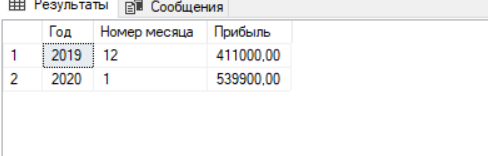 Результаты Сообщения
Год Номер месяца Прибыль
1 2019 12 411000,00
2 2020 1 539900,00